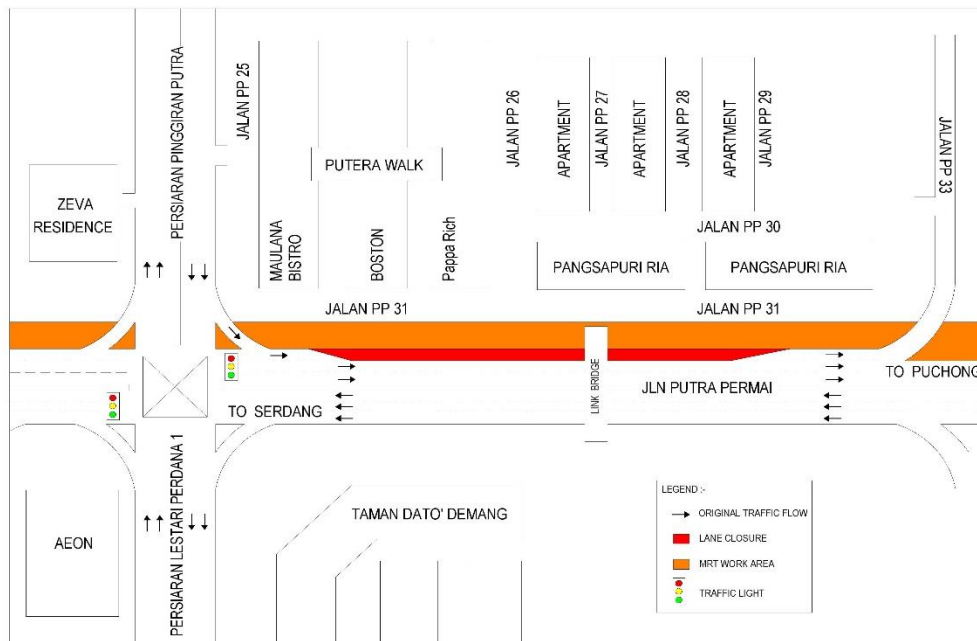 PERSIARAN PINGGIRAN PUTRA
JALAN PP 25
JALAN PP 26
APARTMENT
JALAN PP 27
APARTMENT
JALAN PP 28
APARTMENT
JALAN PP 29
JALAN PP 33
ZEVA
RESIDENCE
PUTERA WALK
MAULANA
BISTRO
BOSTON
Pappa Rich
JALAN PP 30
PANGSAPURI RIA
PANGSAPURI RIA
JALAN PP 31
JALAN PP 31
TO PUCHONG
LINK BRIDGE
JLN PUTRA PERMAI
TO SERDANG
PERSIARAN LESTARI PERDANA 1
AEON
TAMAN DATO' DEMANG
LEGEND :-
ORIGINAL TRAFFIC FLOW
LANE CLOSURE
MRT WORK AREA
TRAFFIC LIGHT